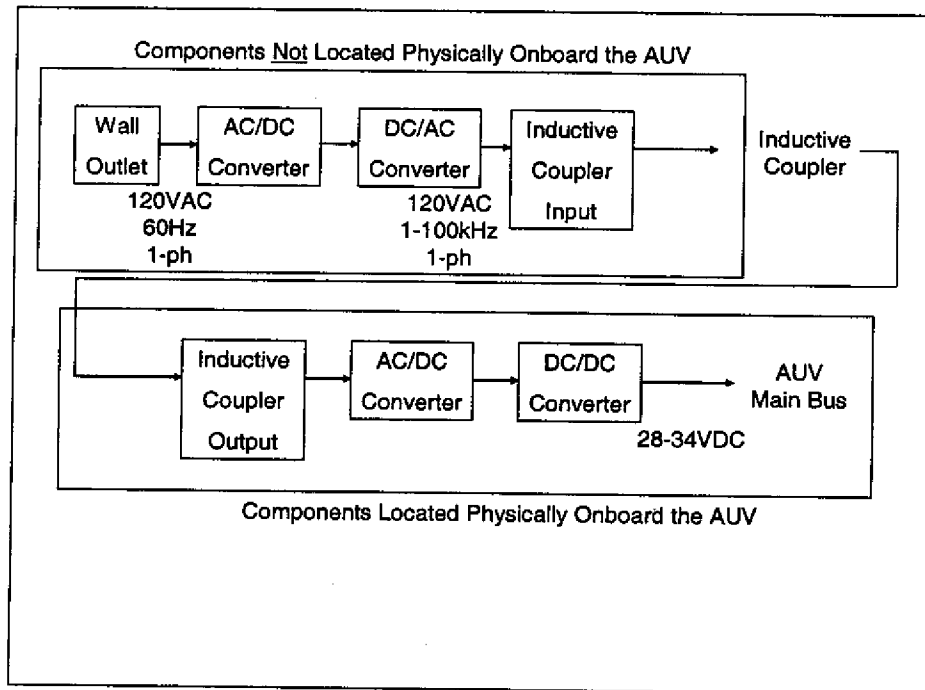 Components Not Located Physically Onboard the AUV
Wall
Outlet
AC/DC
Converter
DC/AC
Converter
Inductive
Coupler
Input
Inductive
Coupler
120VAC
60Hz
1-ph
120VAC
1-100kHz
1-ph
Inductive
Coupler
Output
AC/DC
Converter
DC/DC
Converter
AUV
Main Bus
28-34VDC
Components Located Physically Onboard the AUV